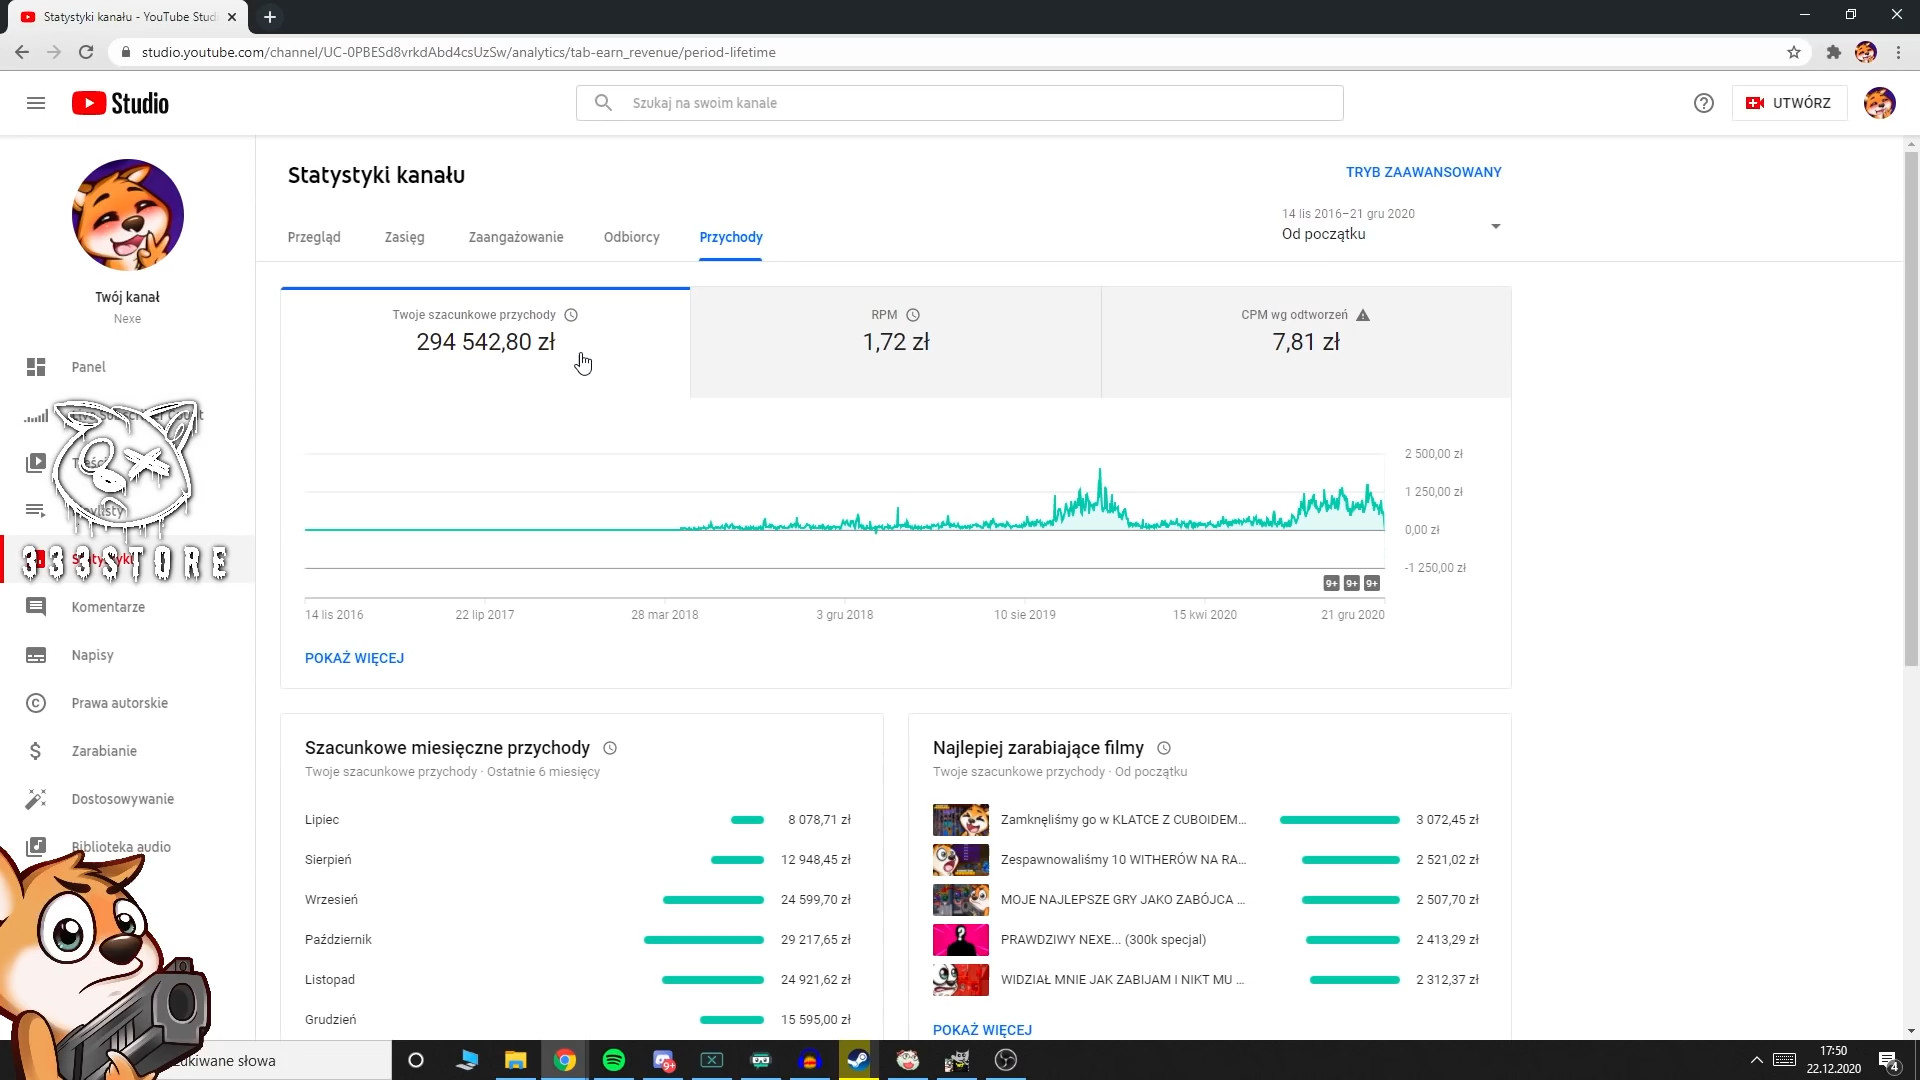 Statystyki kanału - YouTube Studi
studio.youtube.com/channel/UC-0PBESd8vrkdAbd4csUzSw/analytics/tab-earn_revenue/period-lifetime
Studio
Szukaj na swoim kanale
UTWÓRZ
Statystyki kanału
TRYB ZAAWANSOWANY
14 lis 2016–21 gru 2020
Od początku
Przegląd
Zasięg
Zaangażowanie
Odbiorcy
Przychody
Twój kanał
Nexe
Panel
Komentarze
Napisy
Prawa autorskie
Zarabianie
Dostosowywanie
Biblioteka audio
333STORE
Twoje szacunkowe przychody
294 542,80 zł
RPM
1,72 zł
CPM wg odtworzeń
7,81 zł
2 500,00 zł
1 250,00 zł
0,00 zł
-1 250,00 zł
9+ 9+ 9+
14 lis 2016
22 lip 2017
28 mar 2018
3 gru 2018
10 sie 2019
15 kwi 2020
21 gru 2020
POKAŻ WIĘCEJ
Szacunkowe miesięczne przychody
Twoje szacunkowe przychody · Ostatnie 6 miesięcy
Lipiec 8 078,71 zł
Sierpień 12 948,45 zł
Wrzesień 24 599,70 zł
Październik 29 217,65 zł
Listopad 24 921,62 zł
Grudzień 15 595,00 zł
Najlepiej zarabiające filmy
Twoje szacunkowe przychody · Od początku
Zamknęliśmy go w KLATCE Z CUBOIDEM... 3 072,45 zł
Zespawnowaliśmy 10 WITHERÓW NA RA... 2 521,02 zł
MOJE NAJLEPSZE GRY JAKO ZABÓJCA ... 2 507,70 zł
PRAWDZIWY NEXE... (300k specjal) 2 413,29 zł
WIDZIAŁ MNIE JAK ZABIJAM I NIKT MU ... 2 312,37 zł
POKAŻ WIĘCEJ
ukiwane słowa
9+
17:50
22.12.2020
4